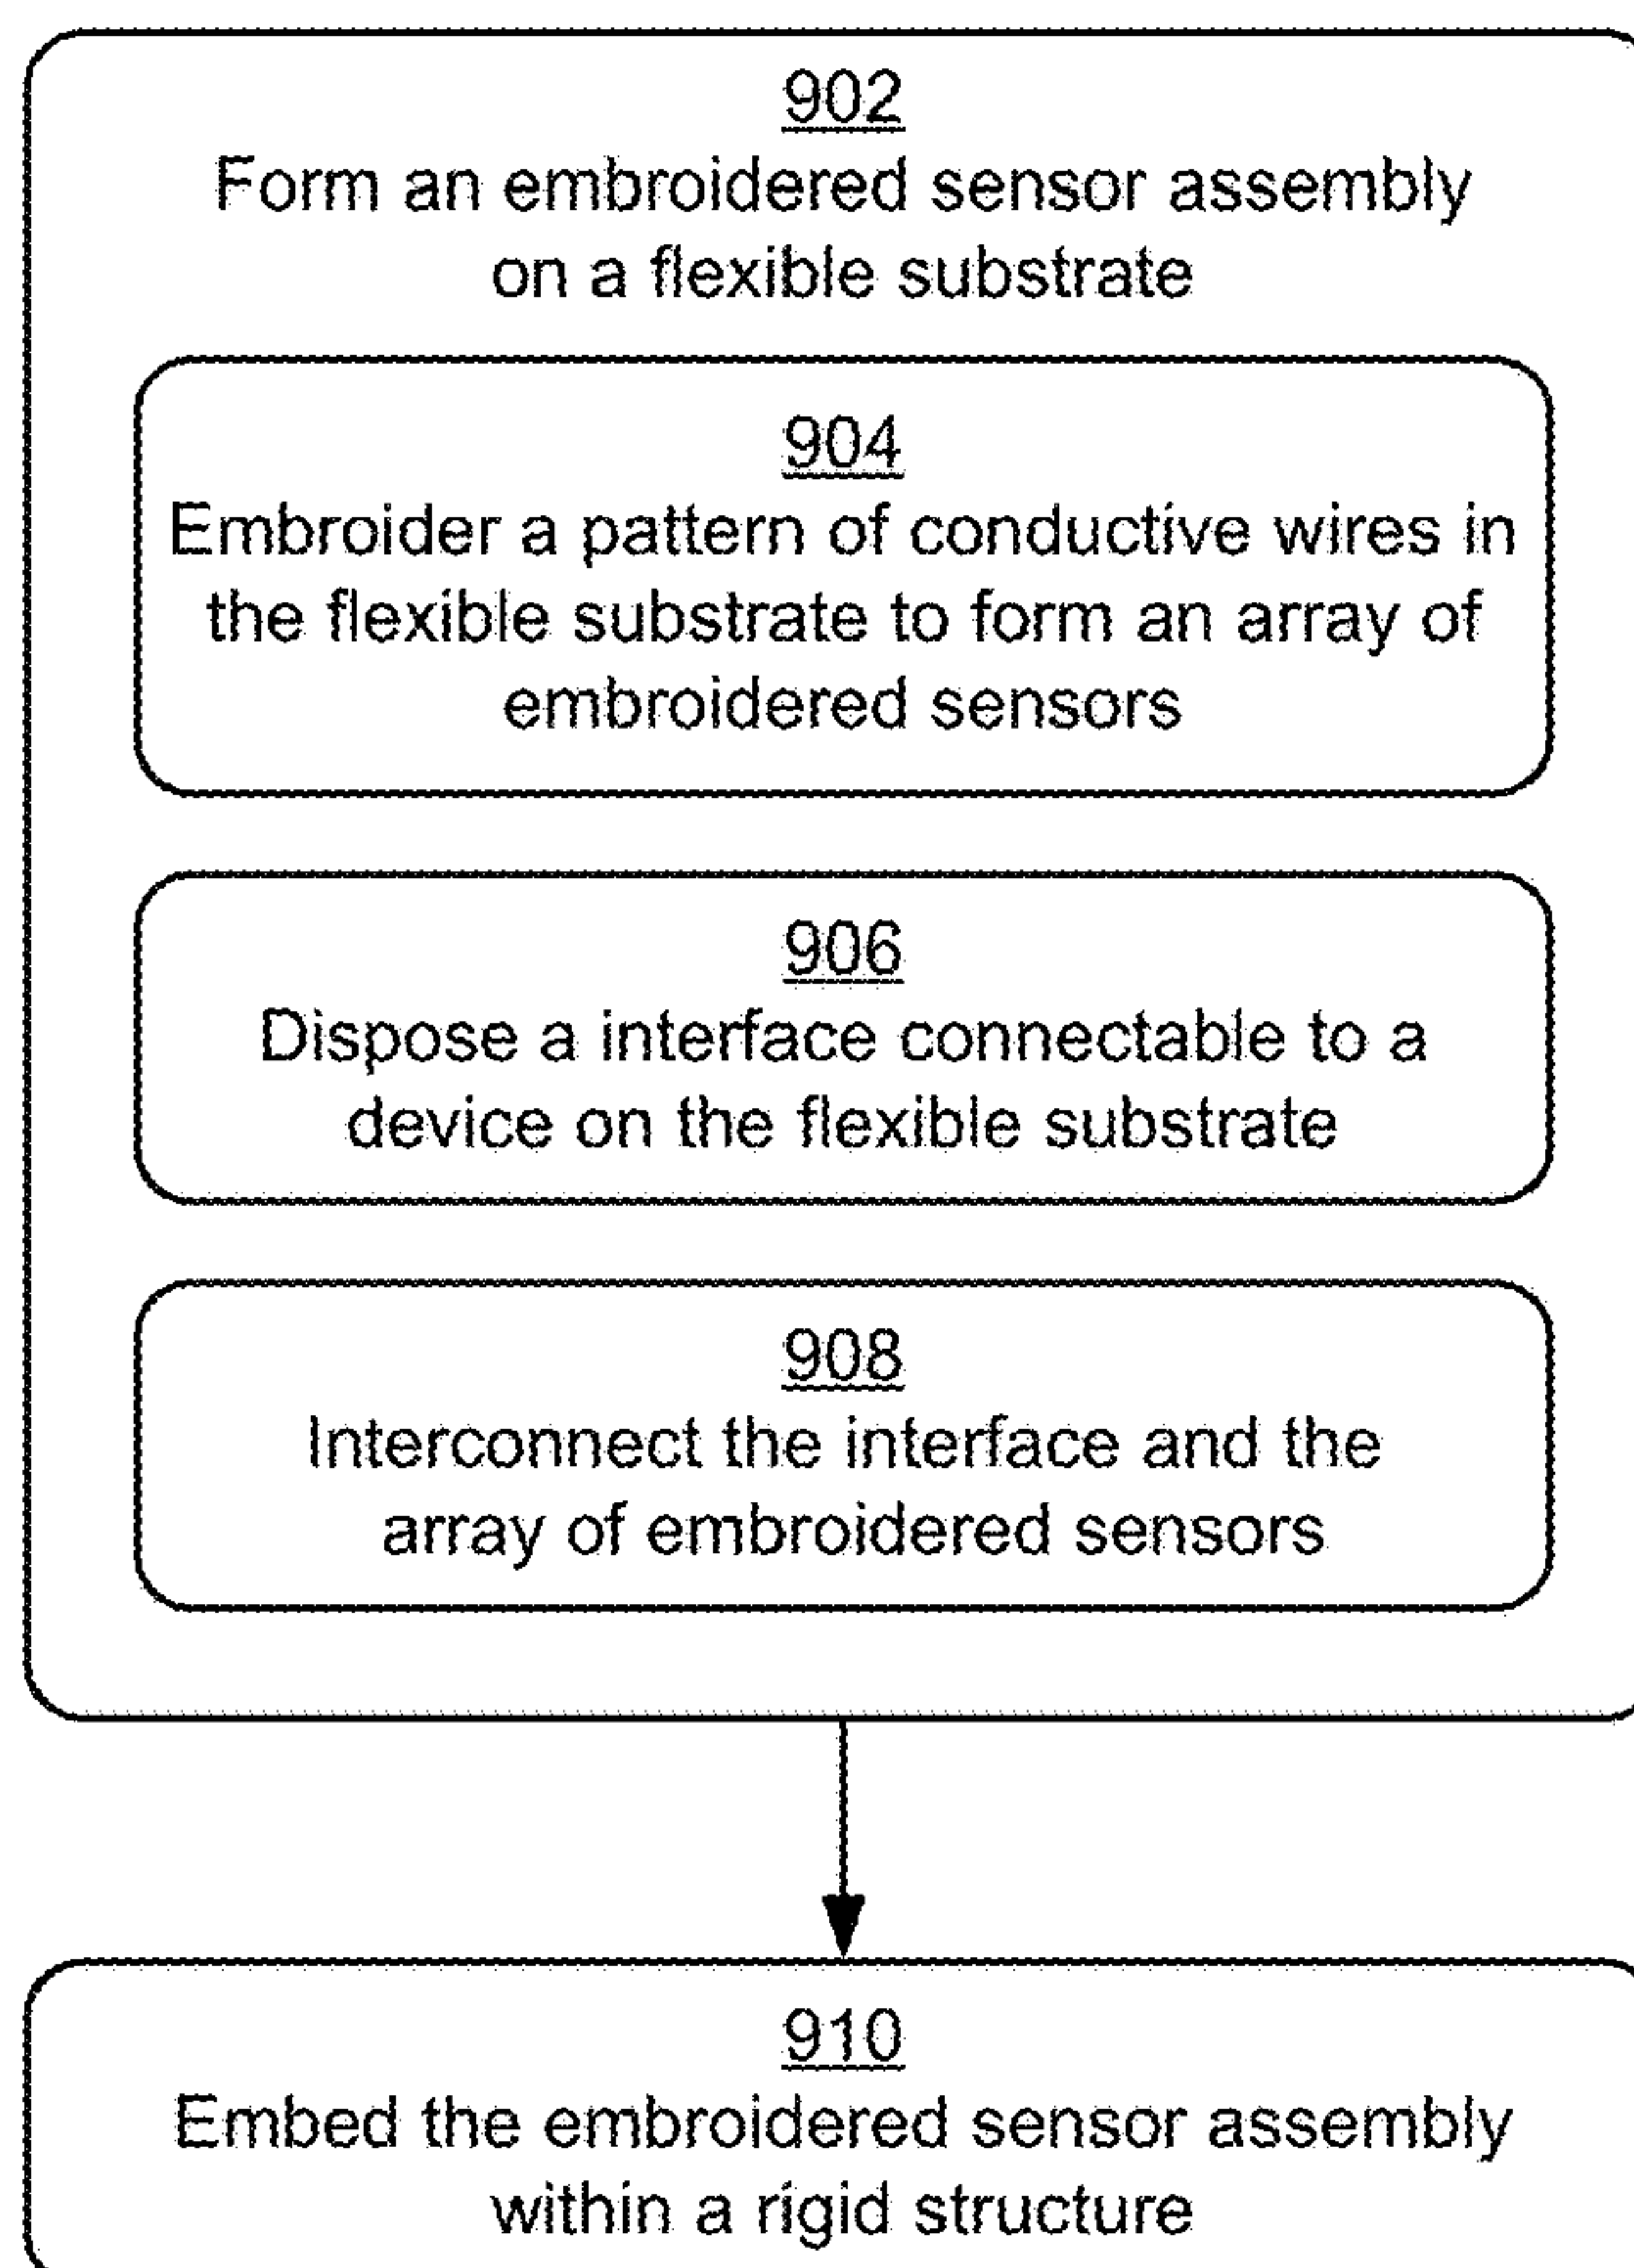 902
Form an embroidered sensor assembly
on a flexible substrate
904
Embroider a pattern of conductive wires in
the flexible substrate to form an array of
embroidered sensors
906
Dispose a interface connectable to a
device on the flexible substrate
908
Interconnect the interface and the
array of embroidered sensors
910
Embed the embroidered sensor assembly
within a rigid structure